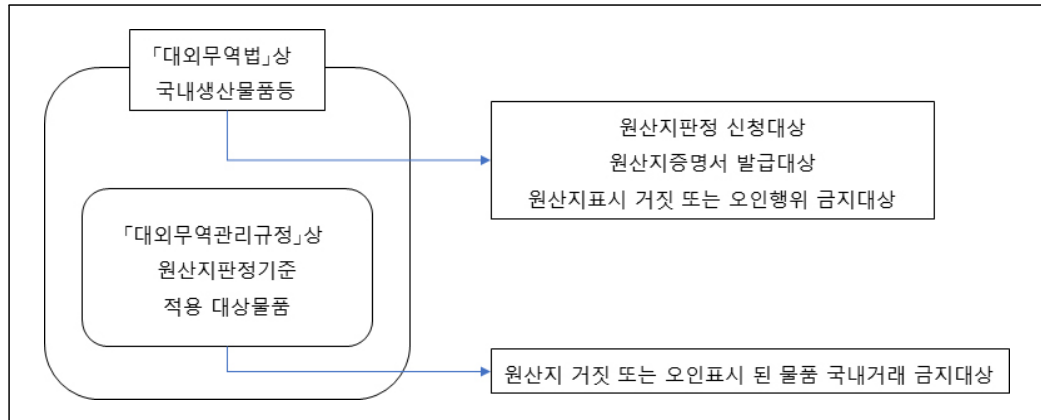 「대외무역법」상
국내생산물품등
원산지판정 신청대상
원산지증명서 발급대상
원산지표시 거짓 또는 오인행위 금지대상
「대외무역관리규정」상
원산지판정기준
적용 대상물품
원산지 거짓 또는 오인표시 된 물품 국내거래 금지대상